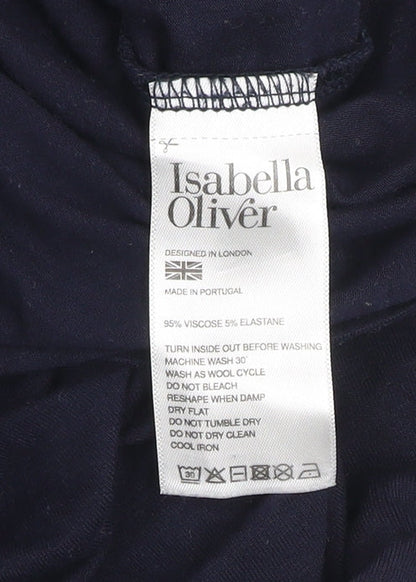 Isabella
Oliver
DESIGNED IN LONDON
MADE IN PORTUGAL
95% VISCOSE 5% ELASTANE
TURN INSIDE OUT BEFORE WASHING
MACHINE WASH 30°
WASH AS WOOL CYCLE
DO NOT BLEACH
RESHAPE WHEN DAMP
DRY FLAT
DO NOT TUMBLE DRY
DO NOT DRY CLEAN
COOL IRON
30